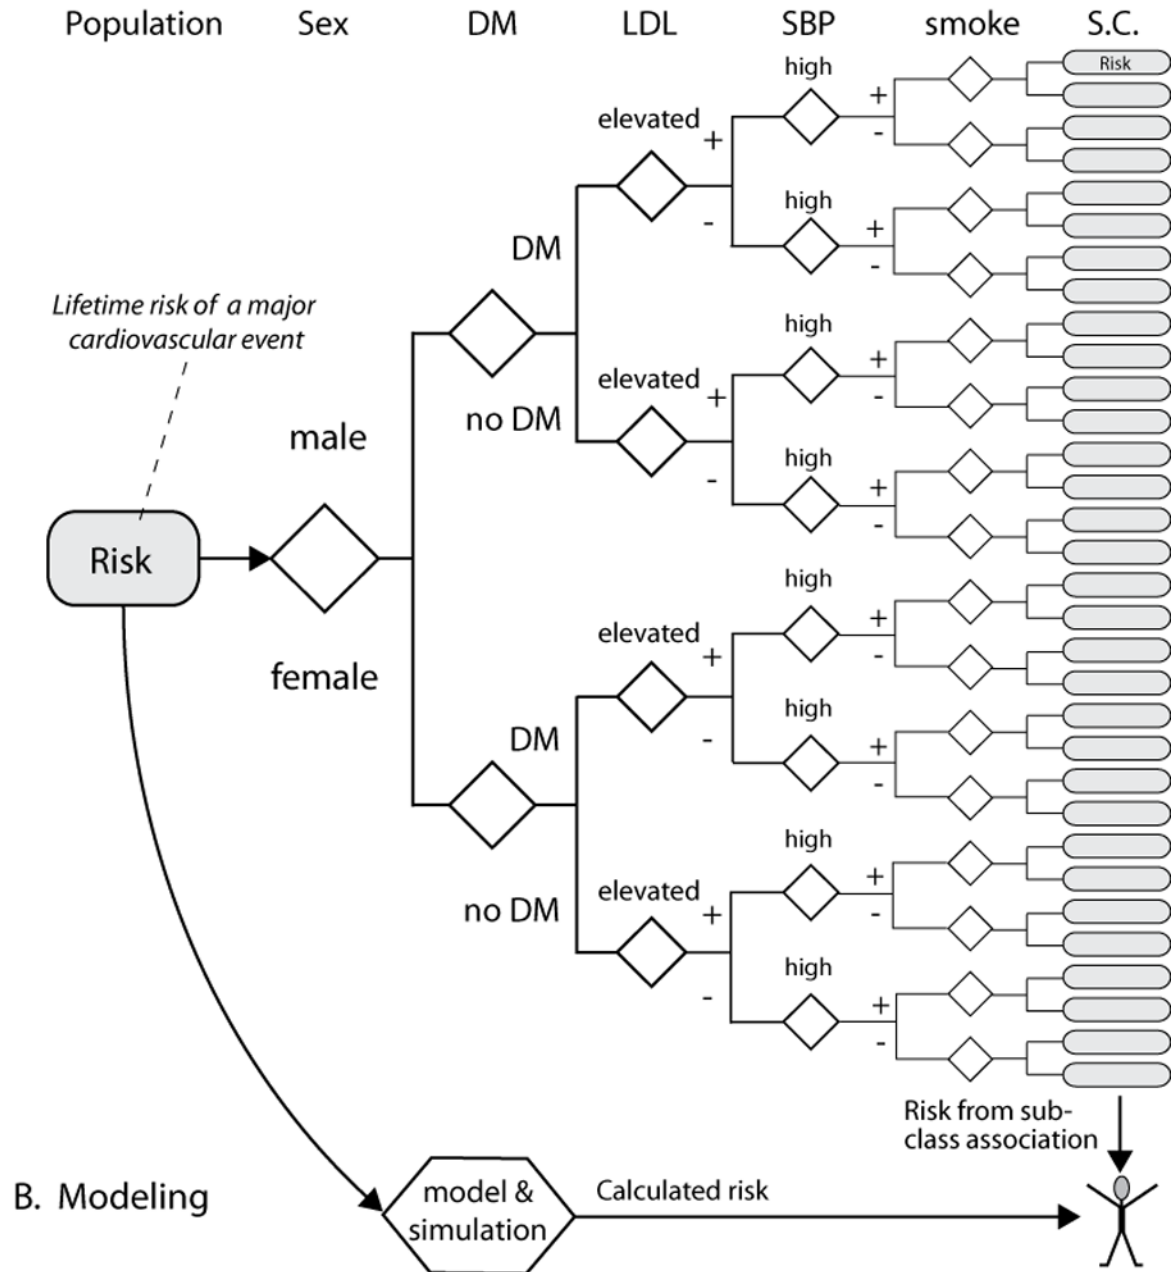 Population Sex DM LDL SBP smoke S.C.
high
Risk
elevated
+
+
-
-
high
+
-
DM
Lifetime risk of a major
cardiovascular event
high
+
-
elevated
+
no DM
male
-
high
+
-
Risk
high
+
-
elevated
+
female
-
high
+
-
DM
high
+
-
elevated
+
no DM
-
high
+
-
Risk from sub-
class association
B. Modeling
model &
simulation
Calculated risk